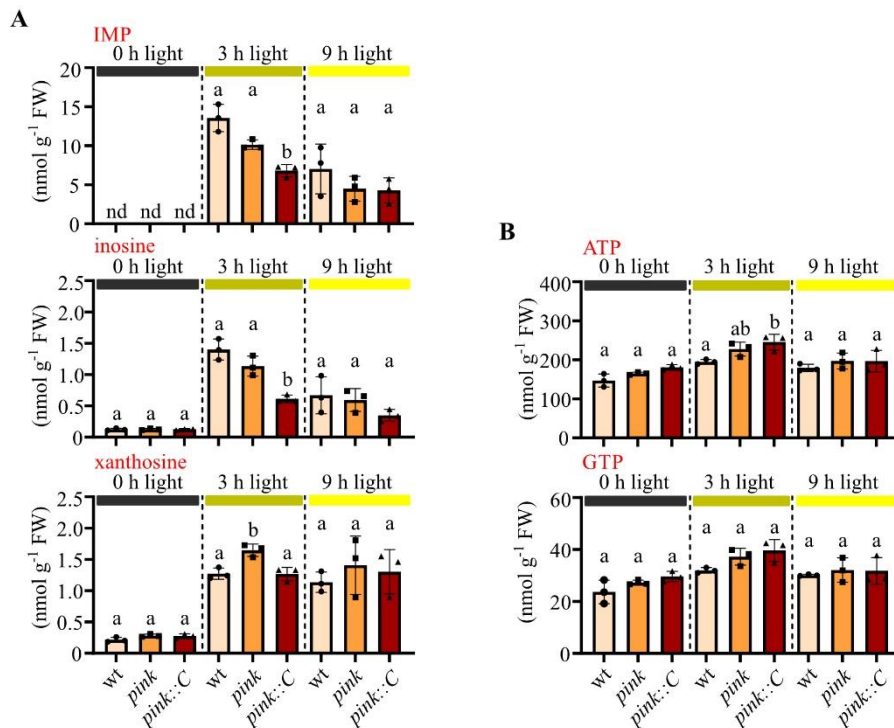 A
IMP
0 h light 3 h light 9 h light
20
15
10
5
0
(nmol g⁻¹ FW)
nd nd nd
a a b
a a a
inosine
0 h light 3 h light 9 h light
2.5
2.0
1.5
1.0
0.5
0
(nmol g⁻¹ FW)
a a a
a a b
a a a
xanthosine
0 h light 3 h light 9 h light
2.5
2.0
1.5
1.0
0.5
0.0
(nmol g⁻¹ FW)
a a a
a b a
a a a
wt pink pink::C wt pink pink::C wt pink pink::C
B
ATP
0 h light 3 h light 9 h light
400
300
200
100
0
(nmol g⁻¹ FW)
a a a
a ab b
a a a
GTP
0 h light 3 h light 9 h light
60
40
20
0
(nmol g⁻¹ FW)
a a a
a a a
a a a
wt pink pink::C wt pink pink::C wt pink pink::C